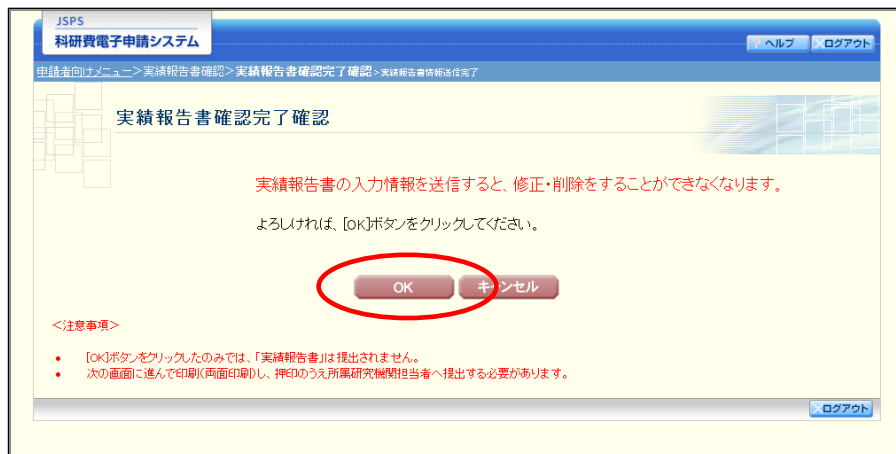 JSPS
科研費電子申請システム
? ヘルプ ×ログアウト
申請者向けメニュー>実績報告書確認>実績報告書確認完了確認>実績報告書情報送信完了
実績報告書確認完了確認
実績報告書の入力情報を送信すると、修正・削除をすることができなくなります。
よろしければ、[OK]ボタンをクリックしてください。
OK キャンセル
<注意事項>
● [OK]ボタンをクリックしたのみでは、「実績報告書」は提出されません。
● 次の画面に進んで印刷(両面印刷)し、押印のうえ所属研究機関担当者へ提出する必要があります。
×ログアウト